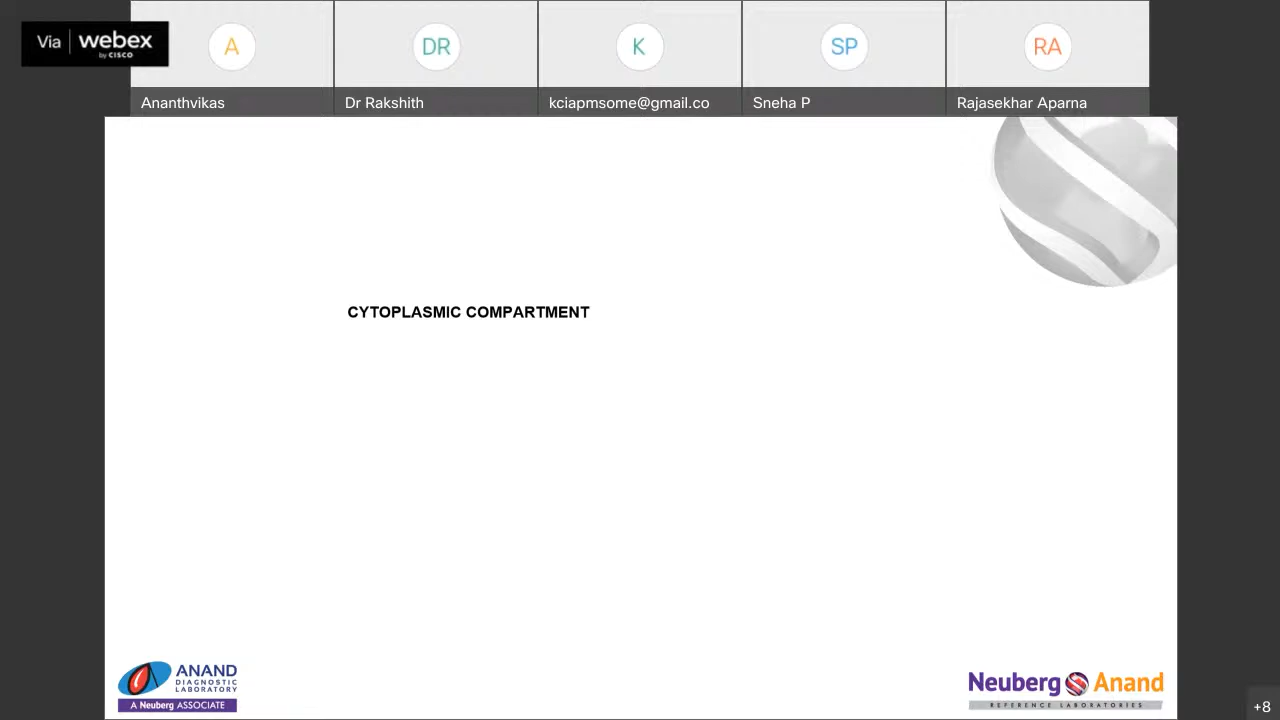 Via webex
by CISCO
A
DR
K
SP
RA
Ananthvikas
Dr Rakshith
kciapmsome@gmail.co
Sneha P
Rajasekhar Aparna
CYTOPLASMIC COMPARTMENT
ANAND
DIAGNOSTIC
LABORATORY
A Neuberg ASSOCIATE
Neuberg Anand
REFERENCE LABORATORIES
+8